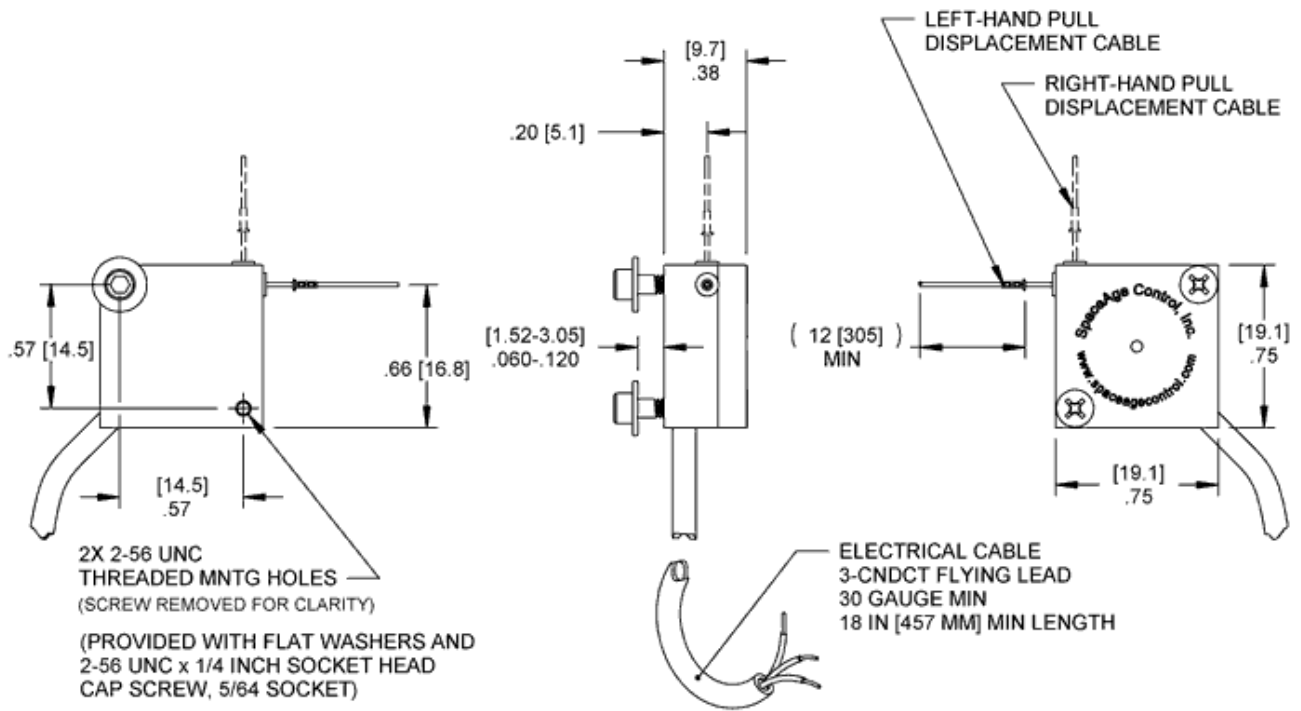 LEFT-HAND PULL
DISPLACEMENT CABLE
RIGHT-HAND PULL
DISPLACEMENT CABLE
[9.7]
.38
.20 [5.1]
.57 [14.5]
.66 [16.8]
[14.5]
.57
[1.52-3.05]
.060-.120
( 12 [305] )
MIN
SpaceAge Control, Inc.
www.spaceagecontrol.com
[19.1]
.75
[19.1]
.75
2X 2-56 UNC
THREADED MNTG HOLES
(SCREW REMOVED FOR CLARITY)
(PROVIDED WITH FLAT WASHERS AND
2-56 UNC x 1/4 INCH SOCKET HEAD
CAP SCREW, 5/64 SOCKET)
ELECTRICAL CABLE
3-CNDCT FLYING LEAD
30 GAUGE MIN
18 IN [457 MM] MIN LENGTH